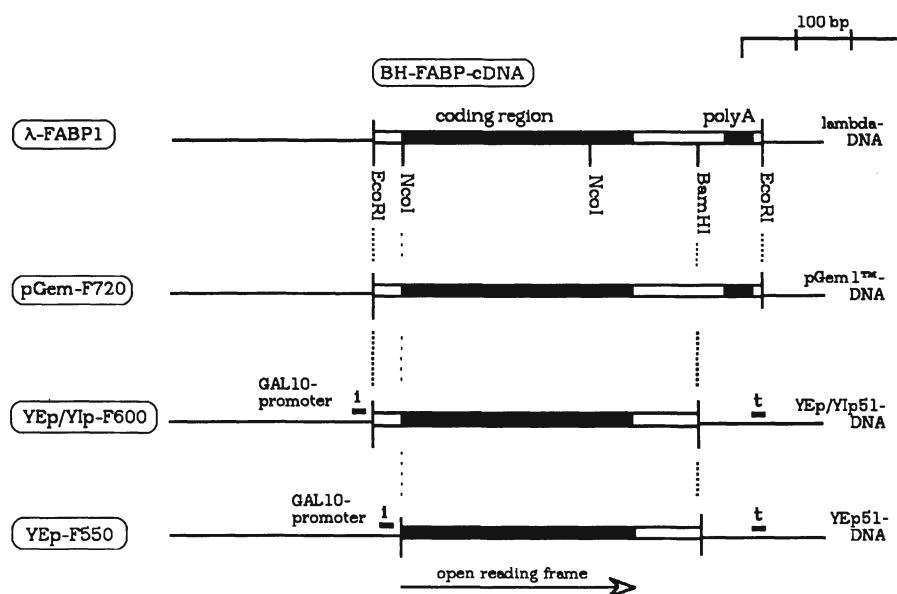 100 bp
BH-FABP-cDNA
λ-FABP1
coding region
polyA
lambda-
DNA
EcoRI
NcoI
NcoI
BamHI
EcoRI
pGem-F720
pGem1™-
DNA
GAL10-
promoter
i
t
YEp/YIp-F600
YEp/YIp51-
DNA
GAL10-
promoter
i
t
YEp-F550
YEp51-
DNA
open reading frame